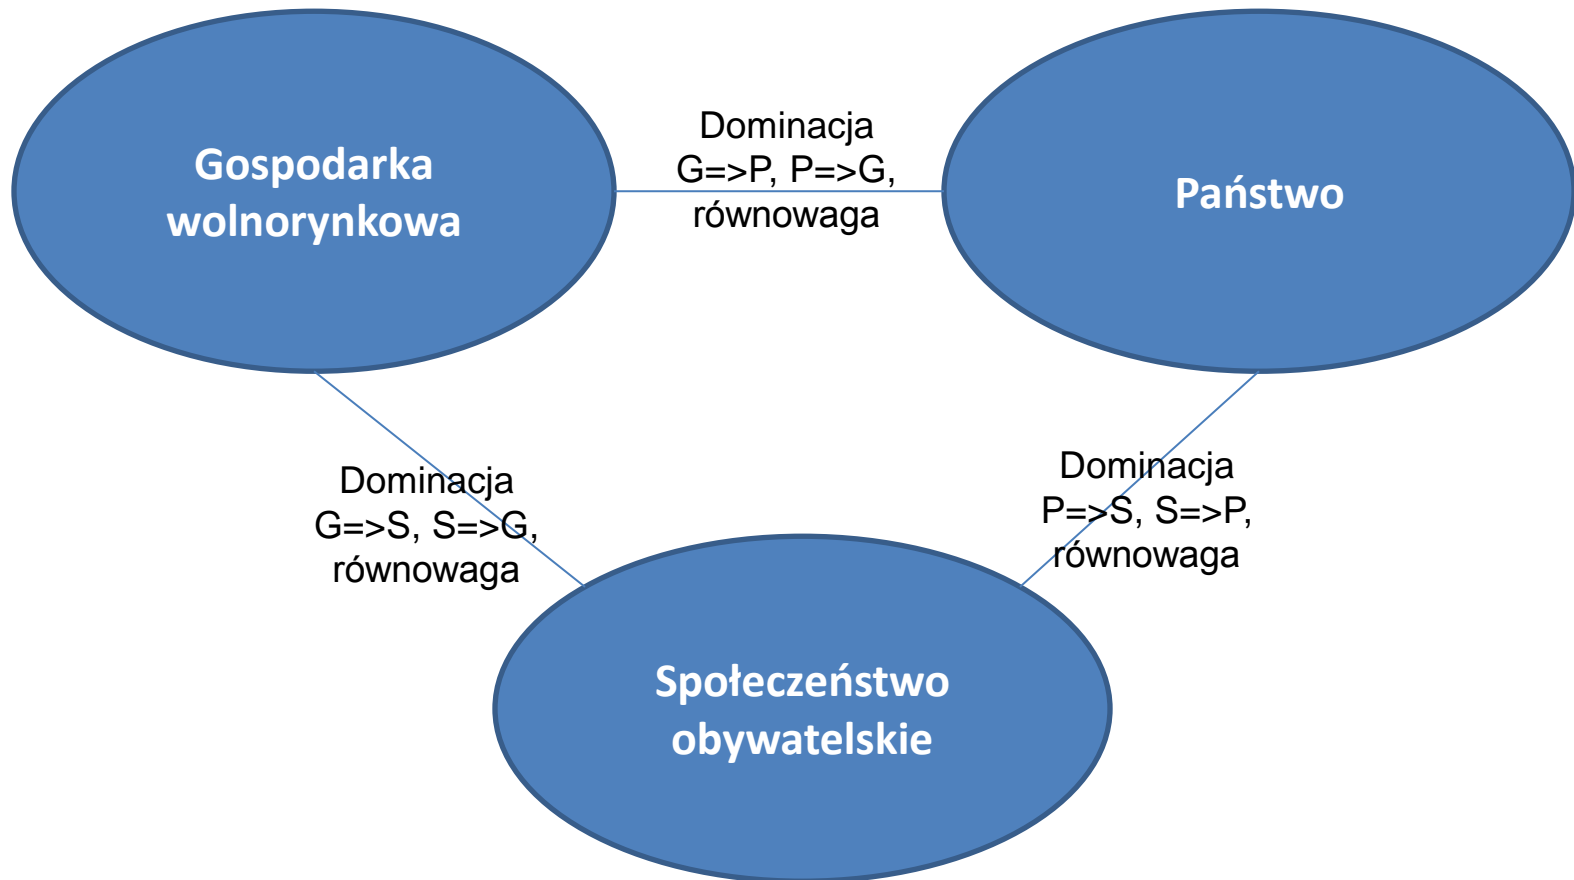 Gospodarka
wolnorynkowa
Dominacja
G=>P, P=>G,
równowaga
Państwo
Dominacja
G=>S, S=>G,
równowaga
Dominacja
P=>S, S=>P,
równowaga
Społeczeństwo
obywatelskie